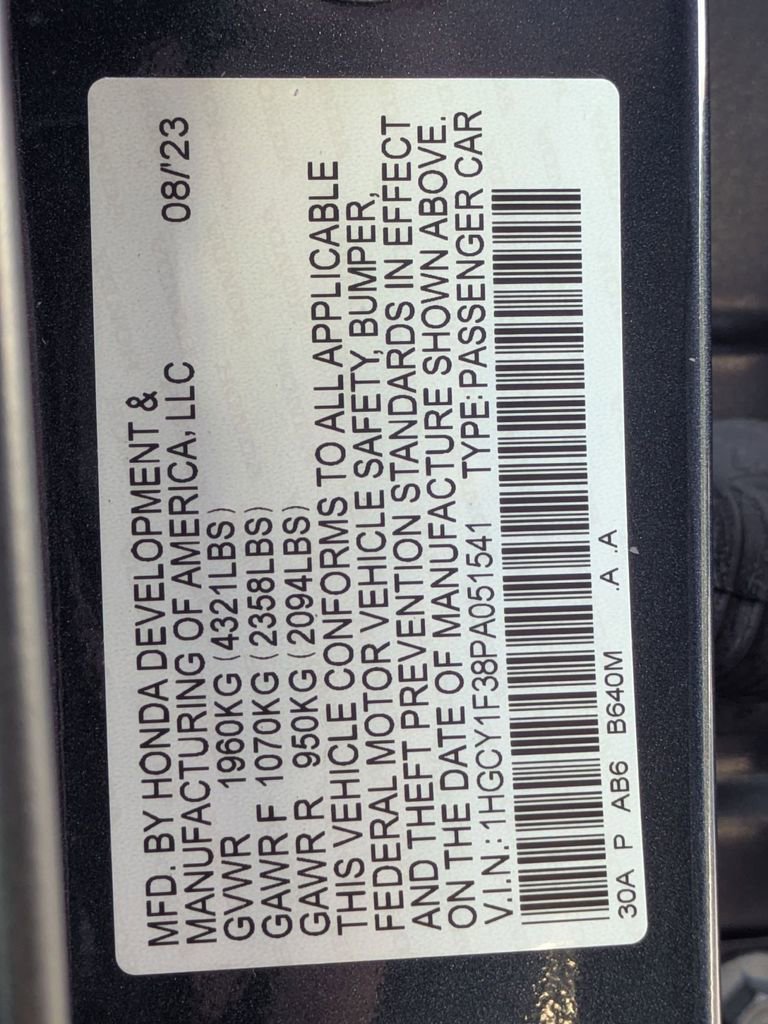 MFD. BY HONDA DEVELOPMENT &
MANUFACTURING OF AMERICA, LLC 08/'23
GVWR 1960KG (4321LBS)
GAWR F 1070KG (2358LBS)
GAWR R 950KG (2094LBS)
THIS VEHICLE CONFORMS TO ALL APPLICABLE
FEDERAL MOTOR VEHICLE SAFETY, BUMPER,
AND THEFT PREVENTION STANDARDS IN EFFECT
ON THE DATE OF MANUFACTURE SHOWN ABOVE.
V.I.N.: 1HGCY1F38PA051541 TYPE: PASSENGER CAR
30A P AB6 B640M .A .A